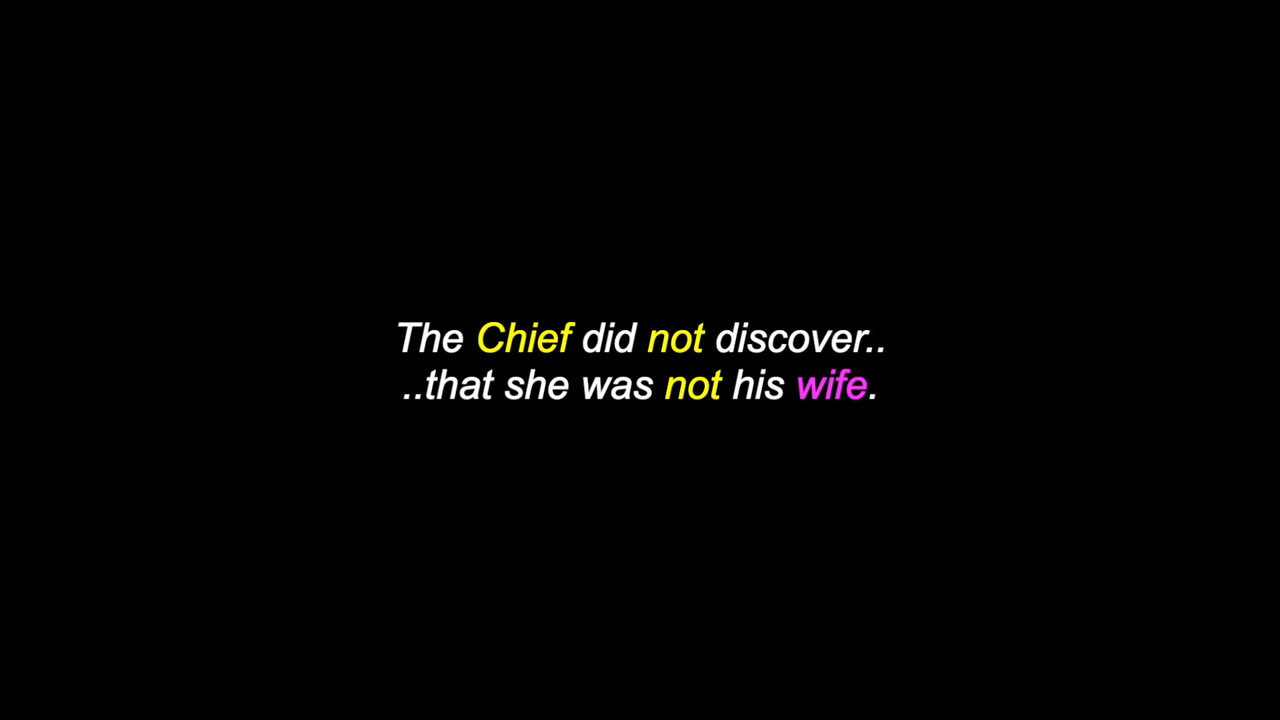 The Chief did not discover..
..that she was not his wife.